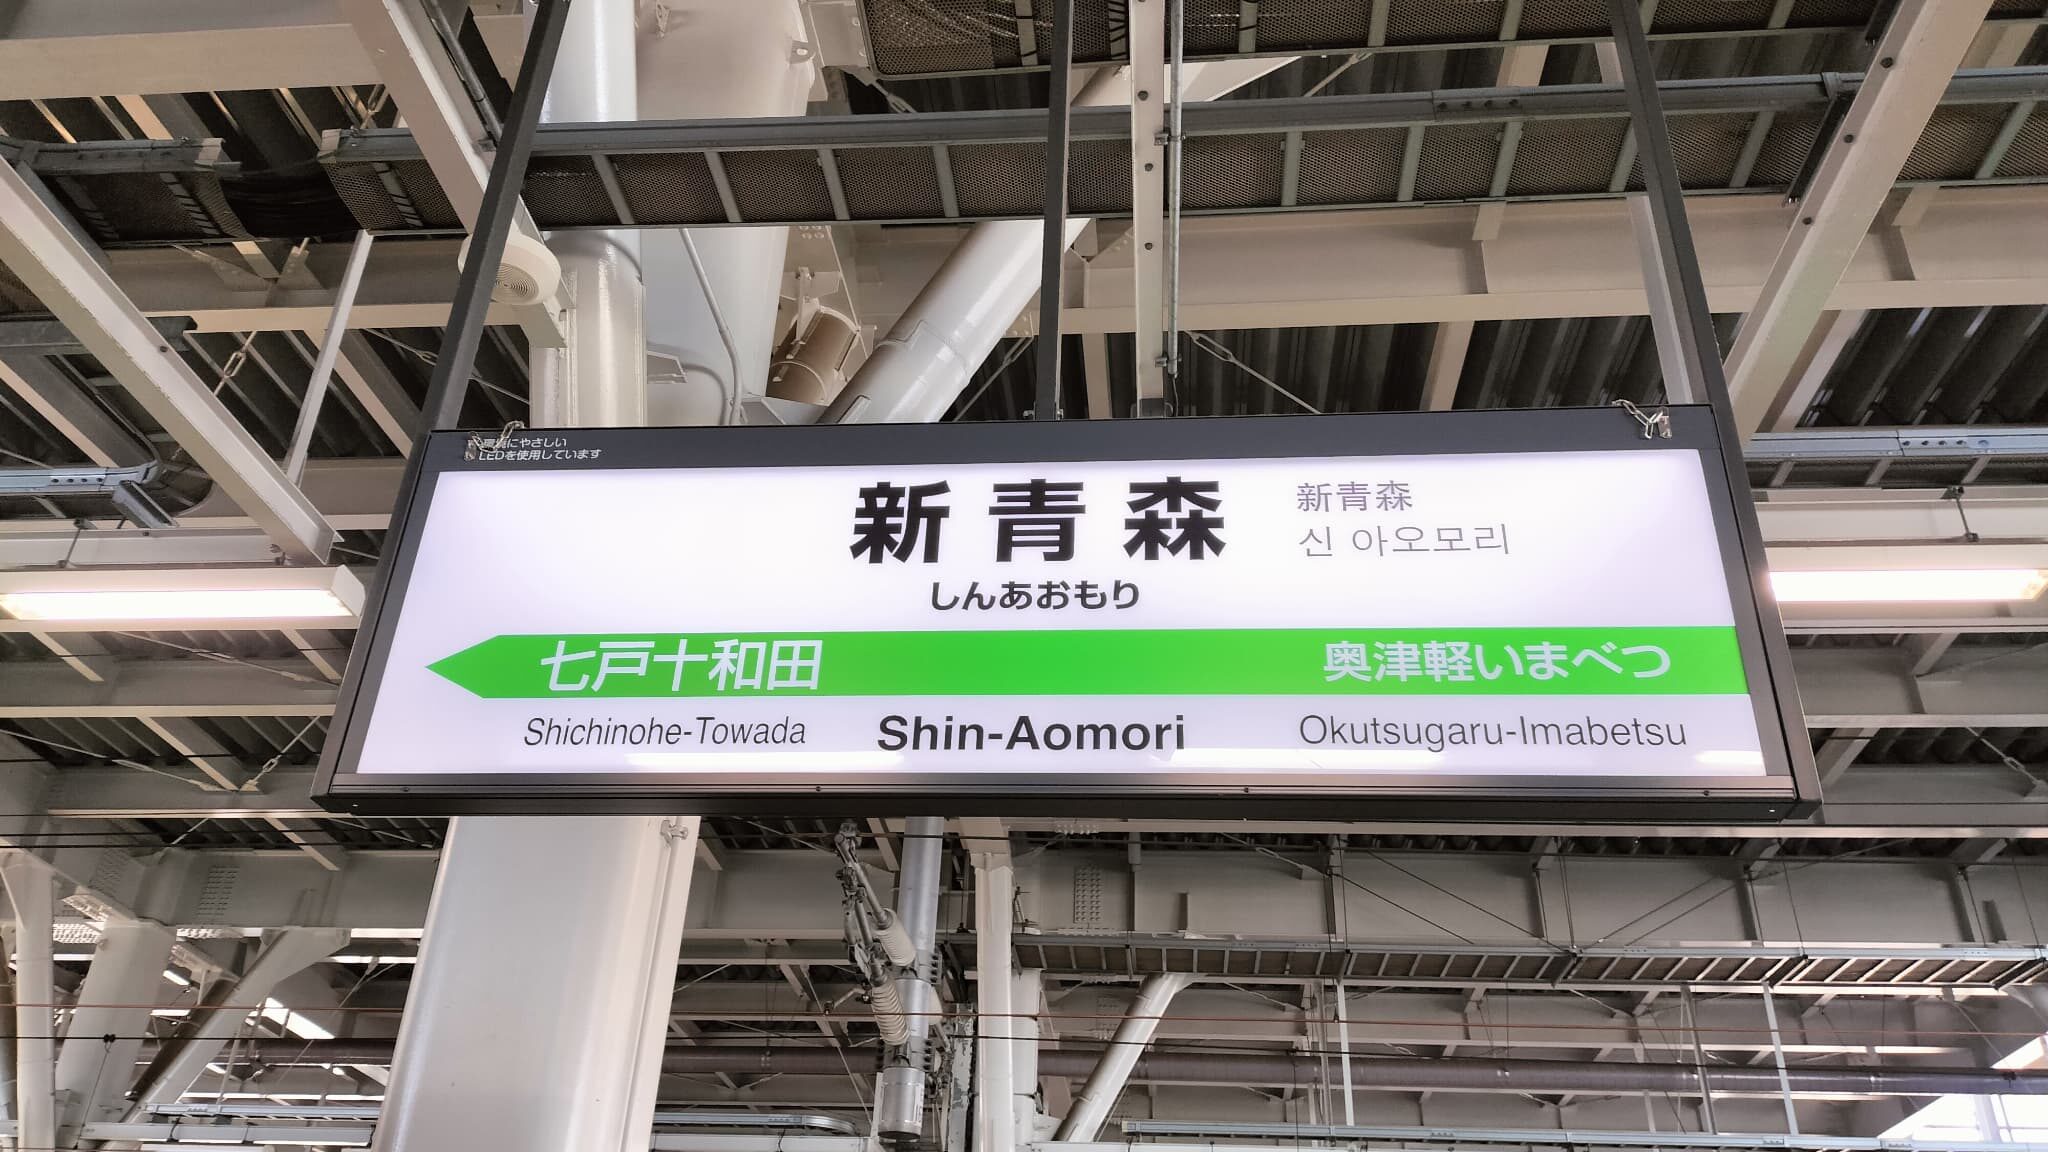 環境にやさしい
LEDを使用しています
新青森
新青森
신 아오모리
しんあおもり
七戸十和田
奥津軽いまべつ
Shichinohe-Towada
Shin-Aomori
Okutsugaru-Imabetsu